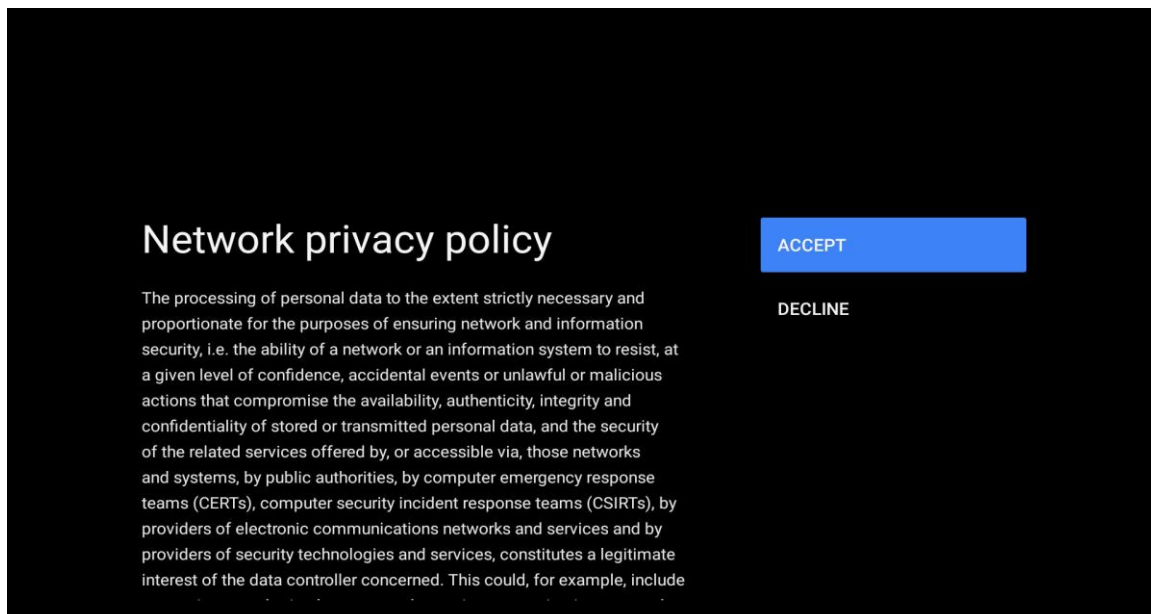 Network privacy policy
ACCEPT
DECLINE
The processing of personal data to the extent strictly necessary and
proportionate for the purposes of ensuring network and information
security, i.e. the ability of a network or an information system to resist, at
a given level of confidence, accidental events or unlawful or malicious
actions that compromise the availability, authenticity, integrity and
confidentiality of stored or transmitted personal data, and the security
of the related services offered by, or accessible via, those networks
and systems, by public authorities, by computer emergency response
teams (CERTs), computer security incident response teams (CSIRTs), by
providers of electronic communications networks and services and by
providers of security technologies and services, constitutes a legitimate
interest of the data controller concerned. This could, for example, include